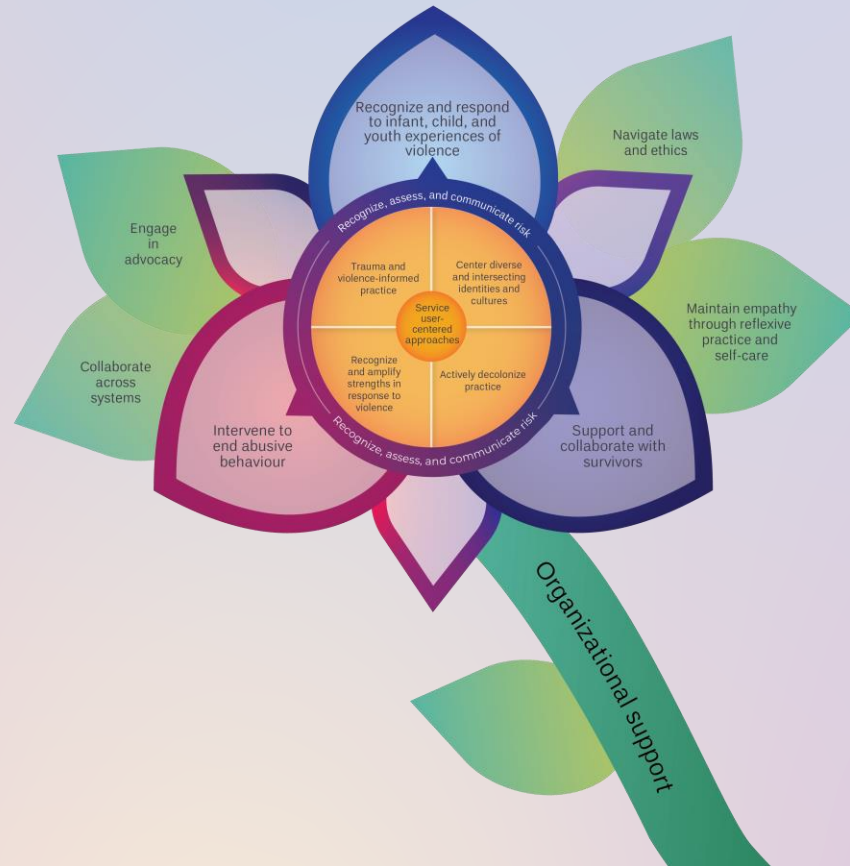 Recognize and respond
to infant, child, and
youth experiences of
violence
Navigate laws
and ethics
Engage
in
advocacy
Recognize, assess, and communicate risk
Trauma and
violence-informed
practice
Center diverse
and intersecting
identities and
cultures
Service
user-
centered
approaches
Maintain empathy
through reflexive
practice and
self-care
Collaborate
across
systems
Recognize
and amplify
strengths in
response to
violence
Actively decolonize
practice
Recognize, assess, and communicate risk
Intervene to
end abusive
behaviour
Support and
collaborate with
survivors
Organizational support